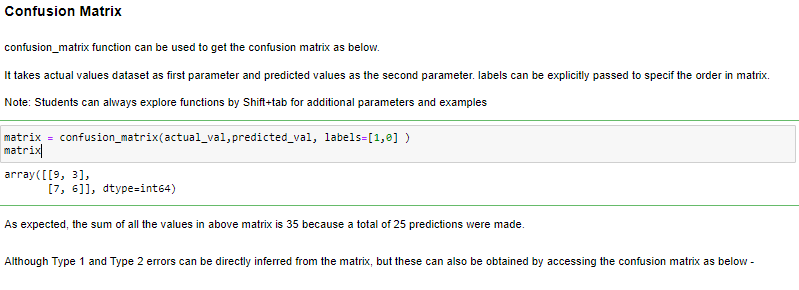 Confusion Matrix
confusion_matrix function can be used to get the confusion matrix as below.
It takes actual values dataset as first parameter and predicted values as the second parameter. labels can be explicitly passed to specif the order in matrix.
Note: Students can always explore functions by Shift+tab for additional parameters and examples
matrix = confusion_matrix(actual_val,predicted_val, labels=[1,0] )
matrix
array([[9, 3],
       [7, 6]], dtype=int64)
As expected, the sum of all the values in above matrix is 35 because a total of 25 predictions were made.
Although Type 1 and Type 2 errors can be directly inferred from the matrix, but these can also be obtained by accessing the confusion matrix as below -